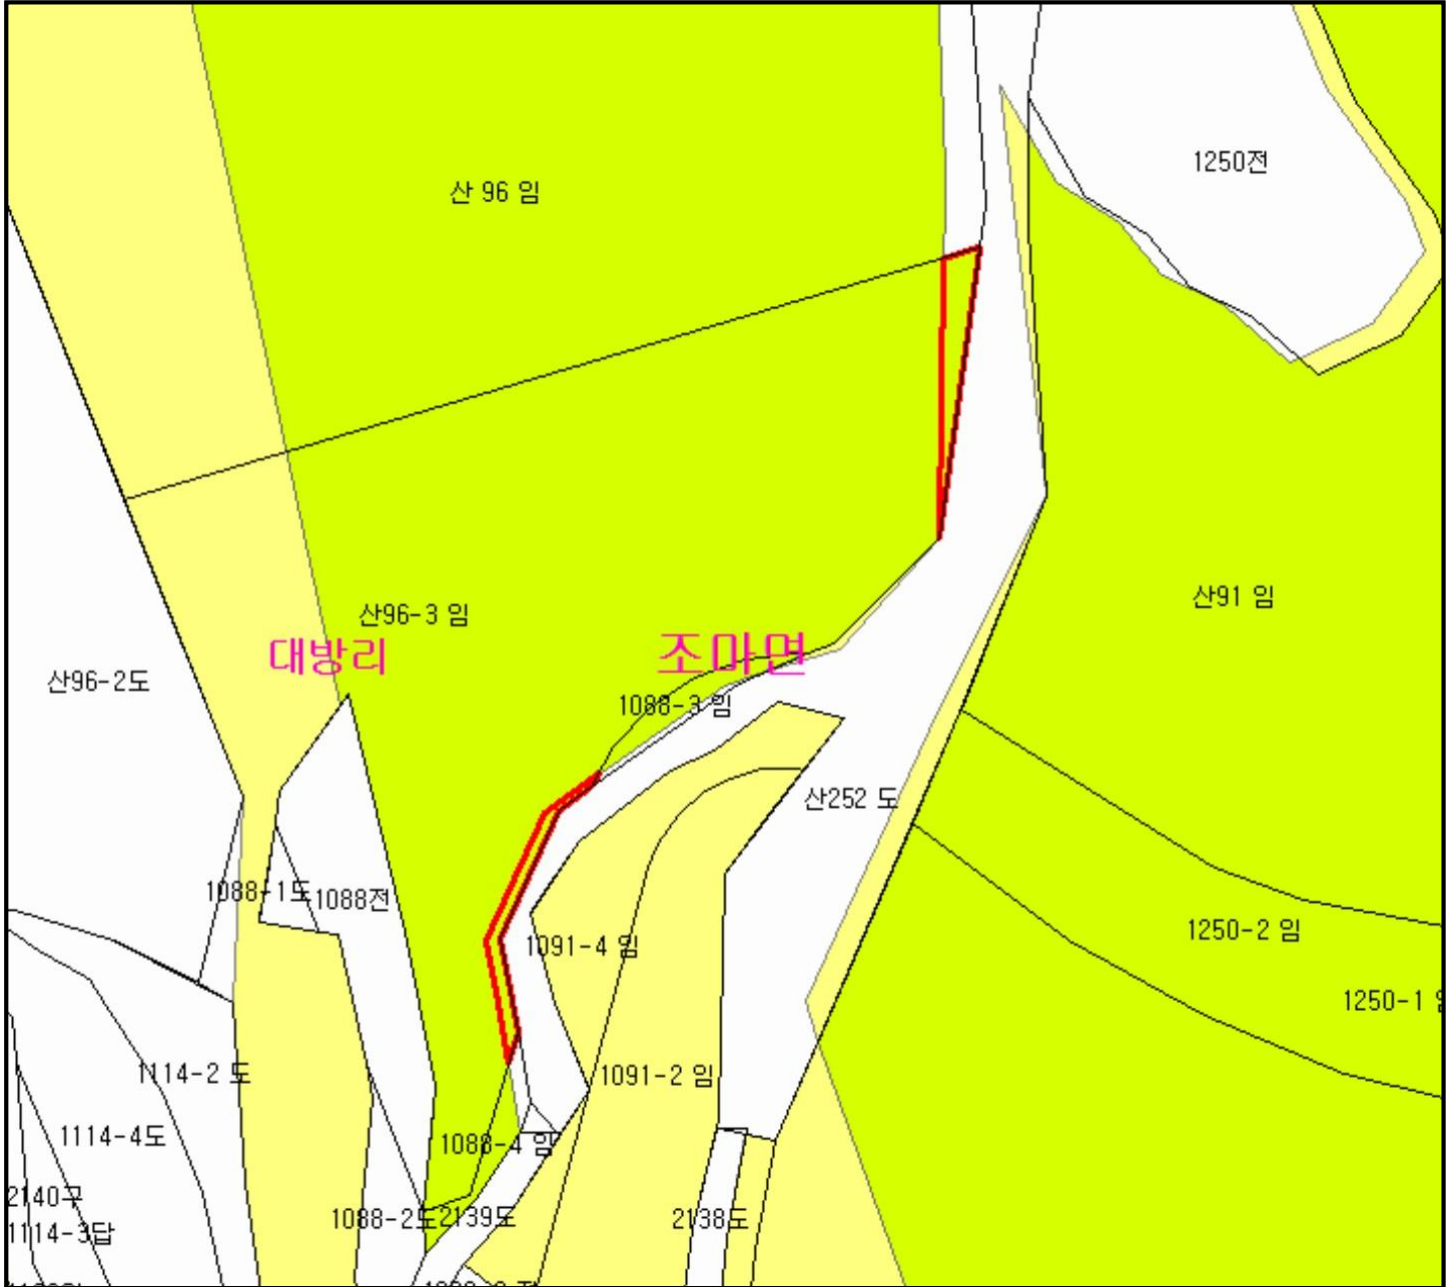 1250전
산 96 임
산91 임
산96-3 임
대방리
조마면
산96-2도
1088-3 임
산252 도
1088-1도
1088전
1250-2 임
1091-4 임
1250-1
1114-2 도
1091-2 임
1114-4도
1088-4 임
2140구
1088-2도
2139도
2138도
1114-3답